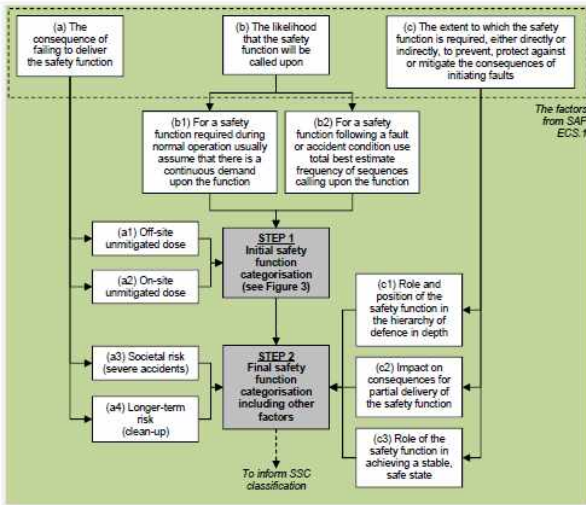 (a) The
consequence of
failing to deliver
the safety function
(b) The likelihood
that the safety
function will be
called upon
(c) The extent to which the safety
function is required, either directly or
indirectly, to prevent, protect against
or mitigate the consequences of
initiating faults
The factors
from SAF
ECS.1
(b1) For a safety
function required during
normal operation usually
assume that there is a
continuous demand
upon the function
(b2) For a safety
function following a fault
or accident condition use
total best estimate
frequency of sequences
calling upon the function
(a1) Off-site
unmitigated dose
(a2) On-site
unmitigated dose
STEP 1
Initial safety
function
categorisation
(see Figure 3)
(c1) Role and
position of the
safety function in
the hierarchy of
defence in depth
(a3) Societal risk
(severe accidents)
(a4) Longer-term
risk
(clean-up)
STEP 2
Final safety
function
categorisation
including other
factors
(c2) Impact on
consequences for
partial delivery of
the safety function
(c3) Role of the
safety function in
achieving a stable,
safe state
To inform SSC
classification